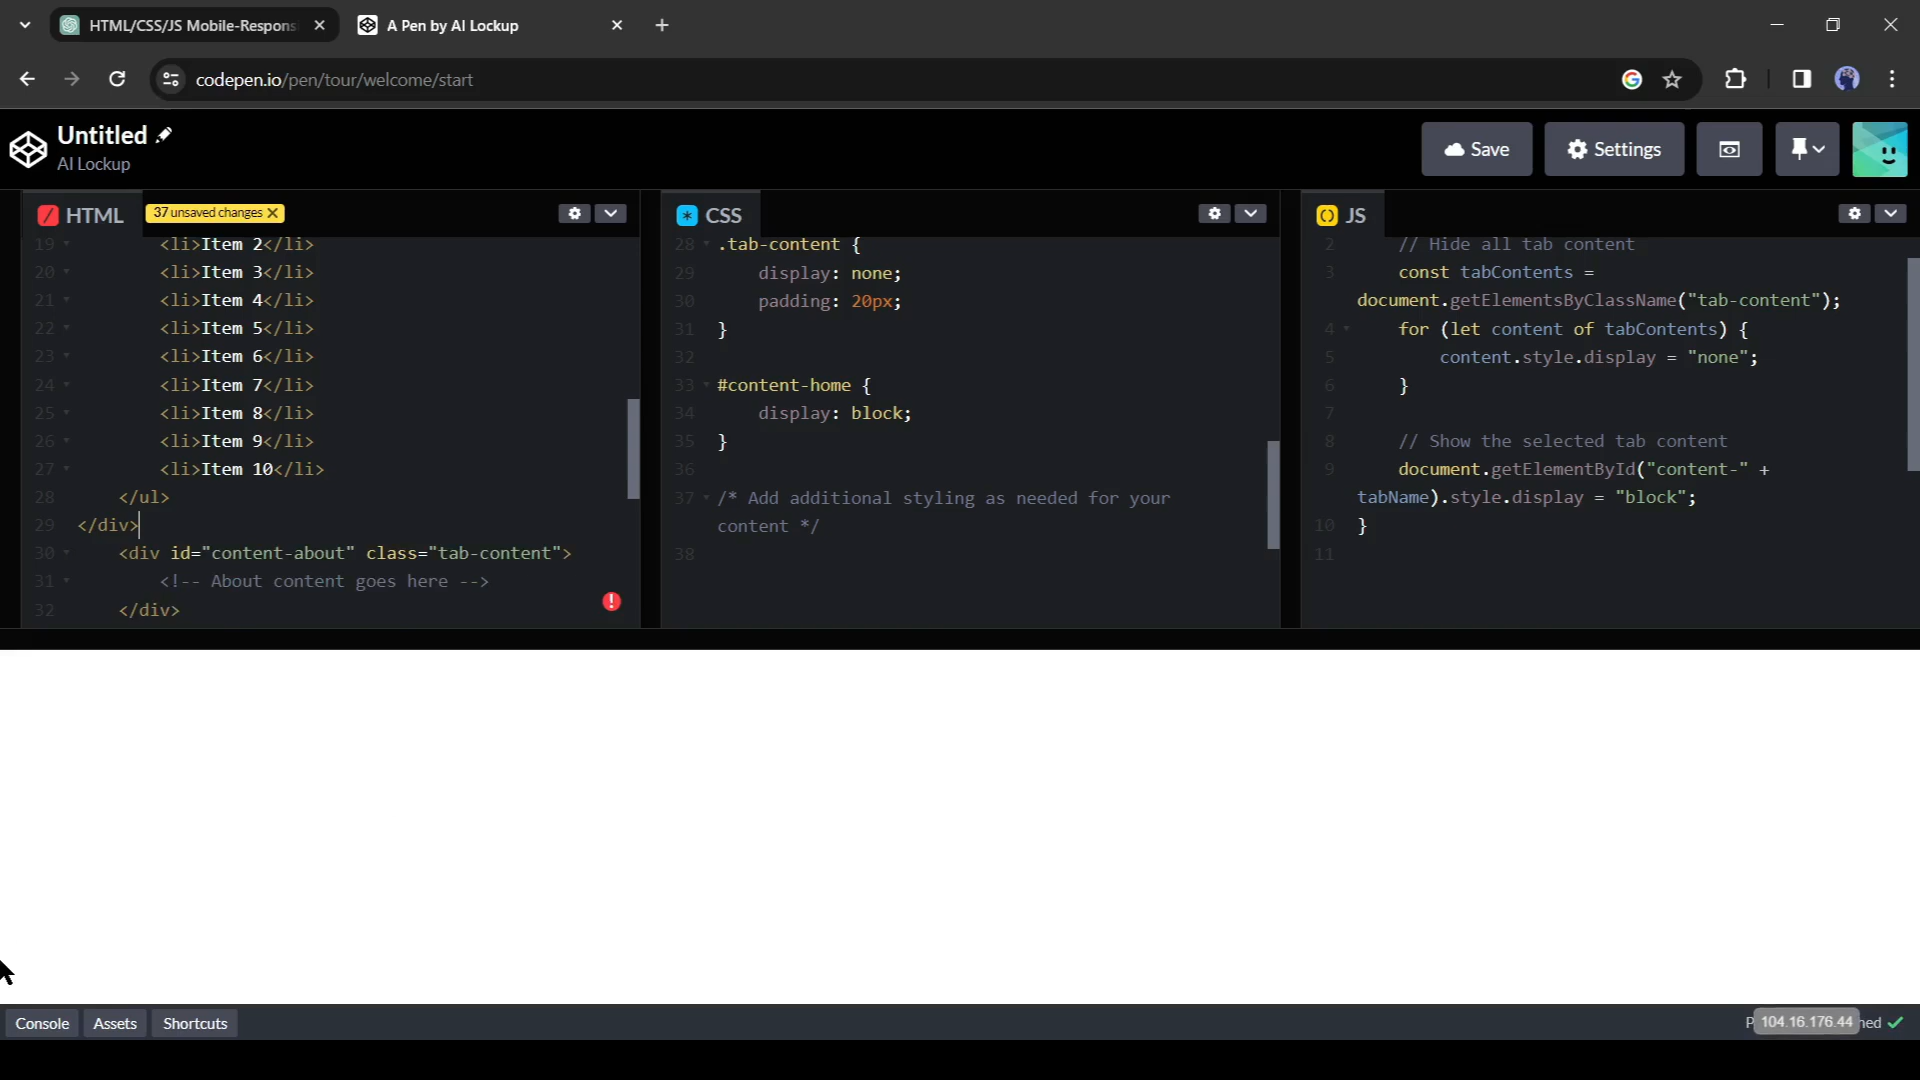 HTML/CSS/JS Mobile-Respons
A Pen by AI Lockup
codepen.io/pen/tour/welcome/start
Untitled
AI Lockup
Save
Settings
HTML
37 unsaved changes
19 <li>Item 2</li>
20 <li>Item 3</li>
21 <li>Item 4</li>
22 <li>Item 5</li>
23 <li>Item 6</li>
24 <li>Item 7</li>
25 <li>Item 8</li>
26 <li>Item 9</li>
27 <li>Item 10</li>
28 </ul>
29 </div>
30 <div id="content-about" class="tab-content">
31 <!-- About content goes here -->
32 </div>
CSS
28 .tab-content {
29 display: none;
30 padding: 20px;
31 }
32
33 #content-home {
34 display: block;
35 }
36
37 /* Add additional styling as needed for your
content */
38
JS
2 // Hide all tab content
3 const tabContents =
document.getElementsByClassName("tab-content");
4 for (let content of tabContents) {
5 content.style.display = "none";
6 }
7
8 // Show the selected tab content
9 document.getElementById("content-" +
tabName).style.display = "block";
10 }
11
Console
Assets
Shortcuts
104.16.176.44